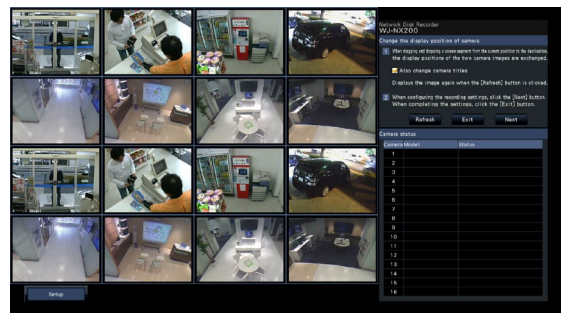 Network Disk Recorder
WJ-NX200
Change the display position of camera
1 When dragging and dropping a screen segment from the current position to the destination,
the display positions of the two camera images are exchanged.
Also change camera titles
Displays the image again when the [Refresh] button is clicked.
2 When configuring the recording settings, click the [Next] button.
When completing the settings, click the [Exit] button.
Refresh Exit Next
Camera status
Camera Model Status
1
2
3
4
5
6
7
8
9
10
11
12
13
14
15
16
Setup